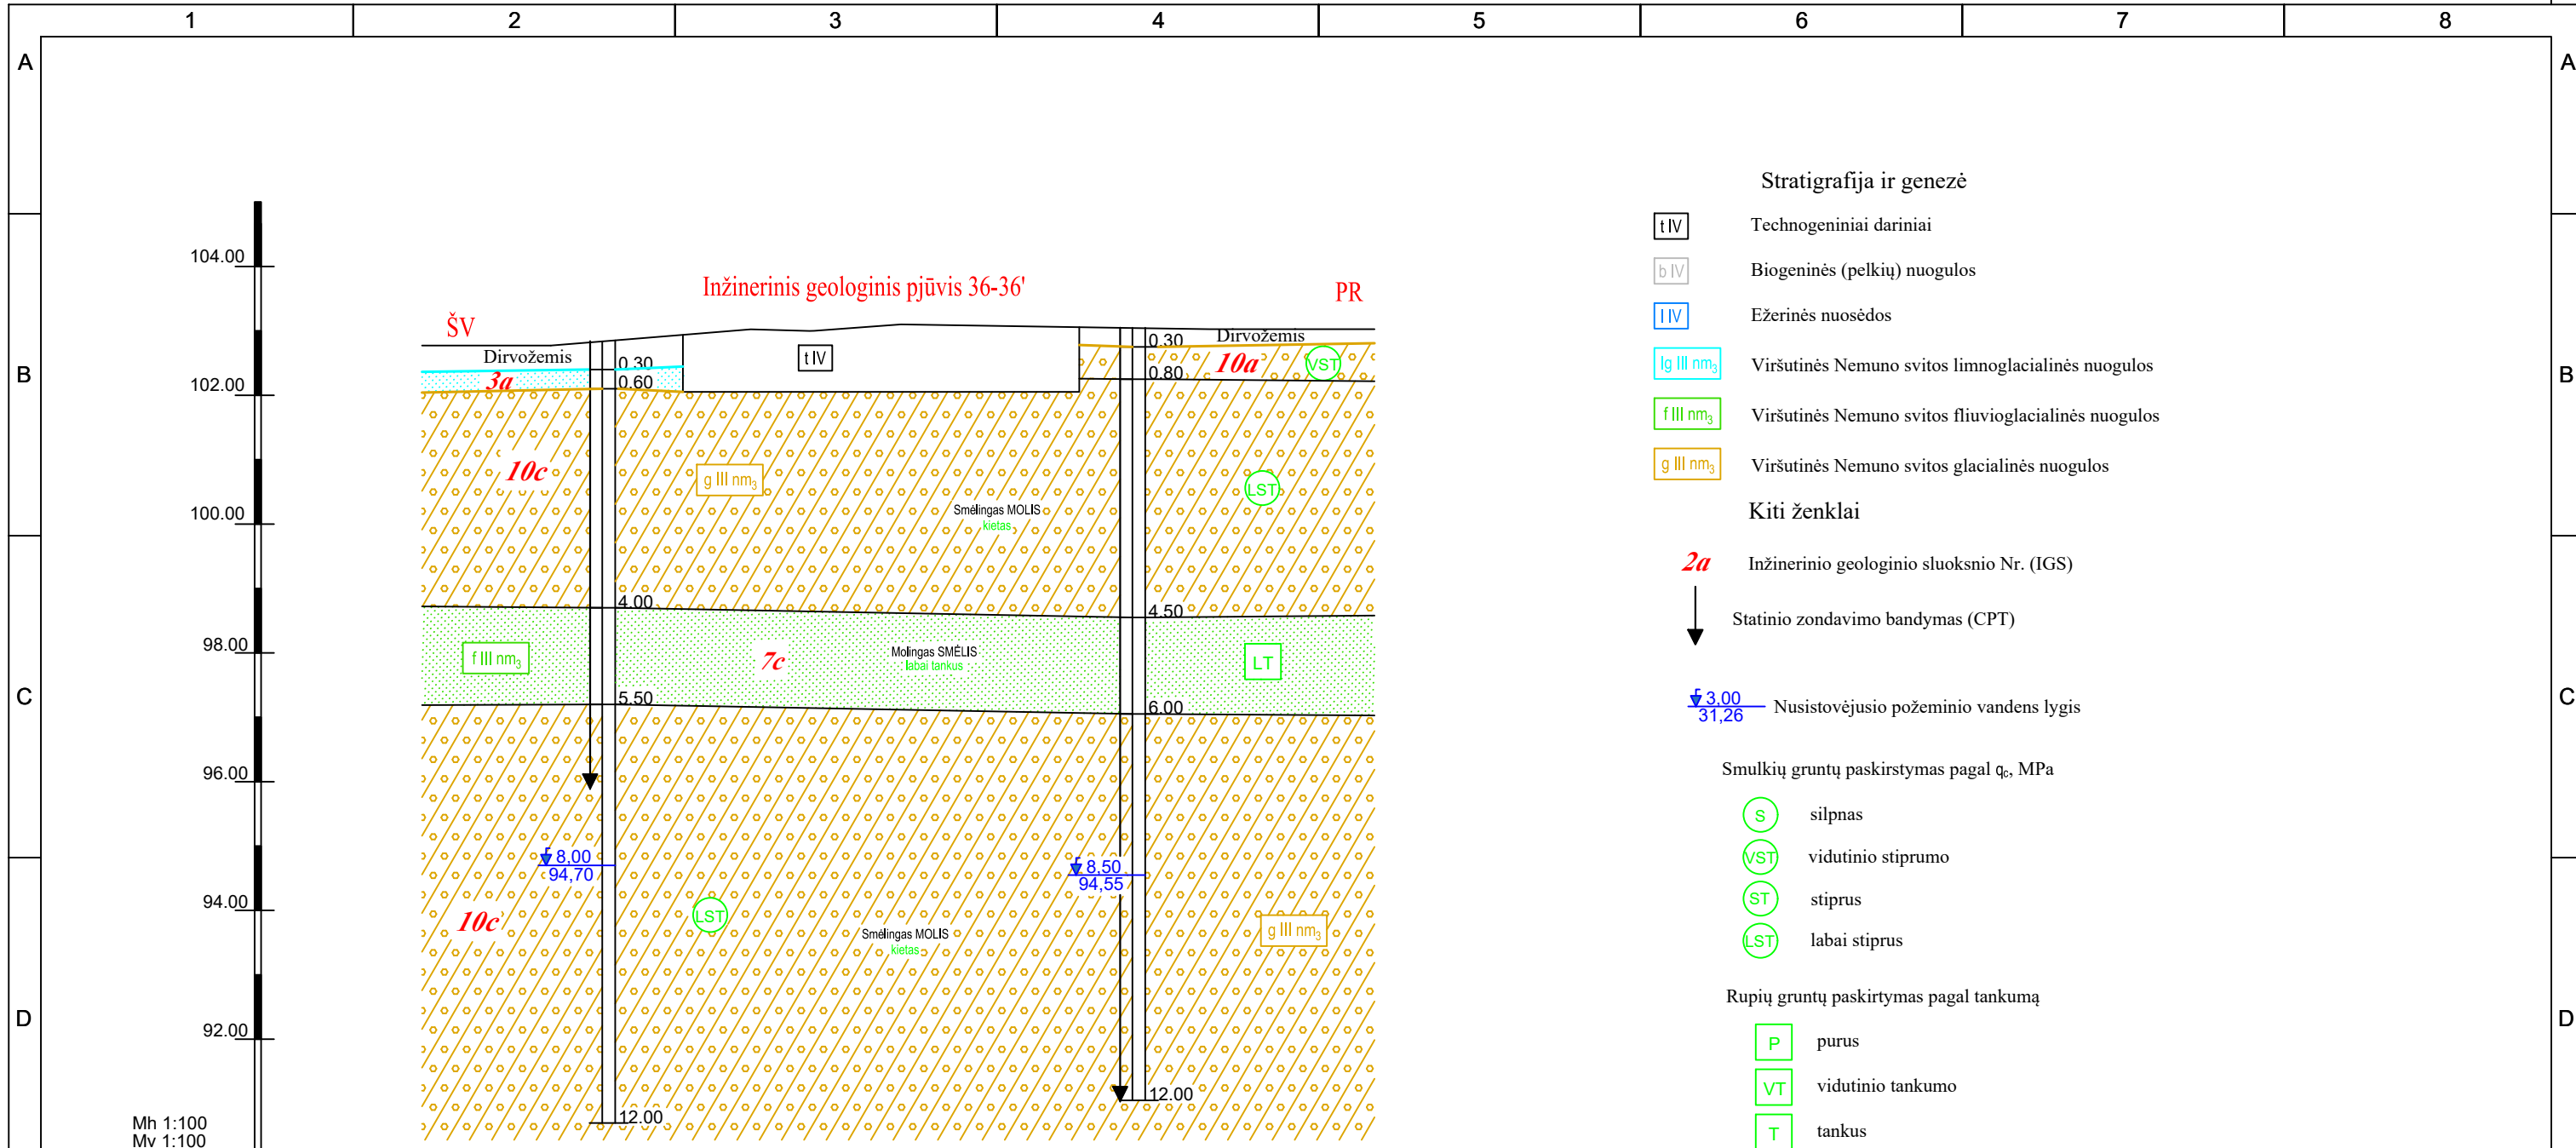 1 2 3 4 5 6 7 8
A A
B B
C C
D D
104.00
102.00
100.00
98.00
96.00
94.00
92.00
Mh 1:100
Mv 1:100
Inžinerinis geologinis pjūvis 36-36'
ŠV
PR
Dirvožemis
0.30
3a
0.60
t IV
0.30
Dirvožemis
10a
VST
0.80
10c
g III nm3
LST
Smėlingas MOLIS
kietas
4.00
4.50
f III nm3
7c
Molingas SMĖLIS
labai tankus
LT
5.50
6.00
8,00
94,70
8.50
94,55
10c
LST
Smėlingas MOLIS
kietas
g III nm3
12.00
12.00
Stratigrafija ir genezė
t IV Technogeniniai dariniai
b IV Biogeninės (pelkių) nuogulos
l IV Ežerinės nuosėdos
lg III nm3 Viršutinės Nemuno svitos limnoglacialinės nuogulos
f III nm3 Viršutinės Nemuno svitos fliuvioglacialinės nuogulos
g III nm3 Viršutinės Nemuno svitos glacialinės nuogulos
Kiti ženklai
2a Inžinerinio geologinio sluoksnio Nr. (IGS)
Statinio zondavimo bandymas (CPT)
3,00
31,26 Nusistovėjusio požeminio vandens lygis
Smulkių gruntų paskirstymas pagal qc, MPa
S silpnas
VST vidutinio stiprumo
ST stiprus
LST labai stiprus
Rupių gruntų paskirtymas pagal tankumą
P purus
VT vidutinio tankumo
T tankus